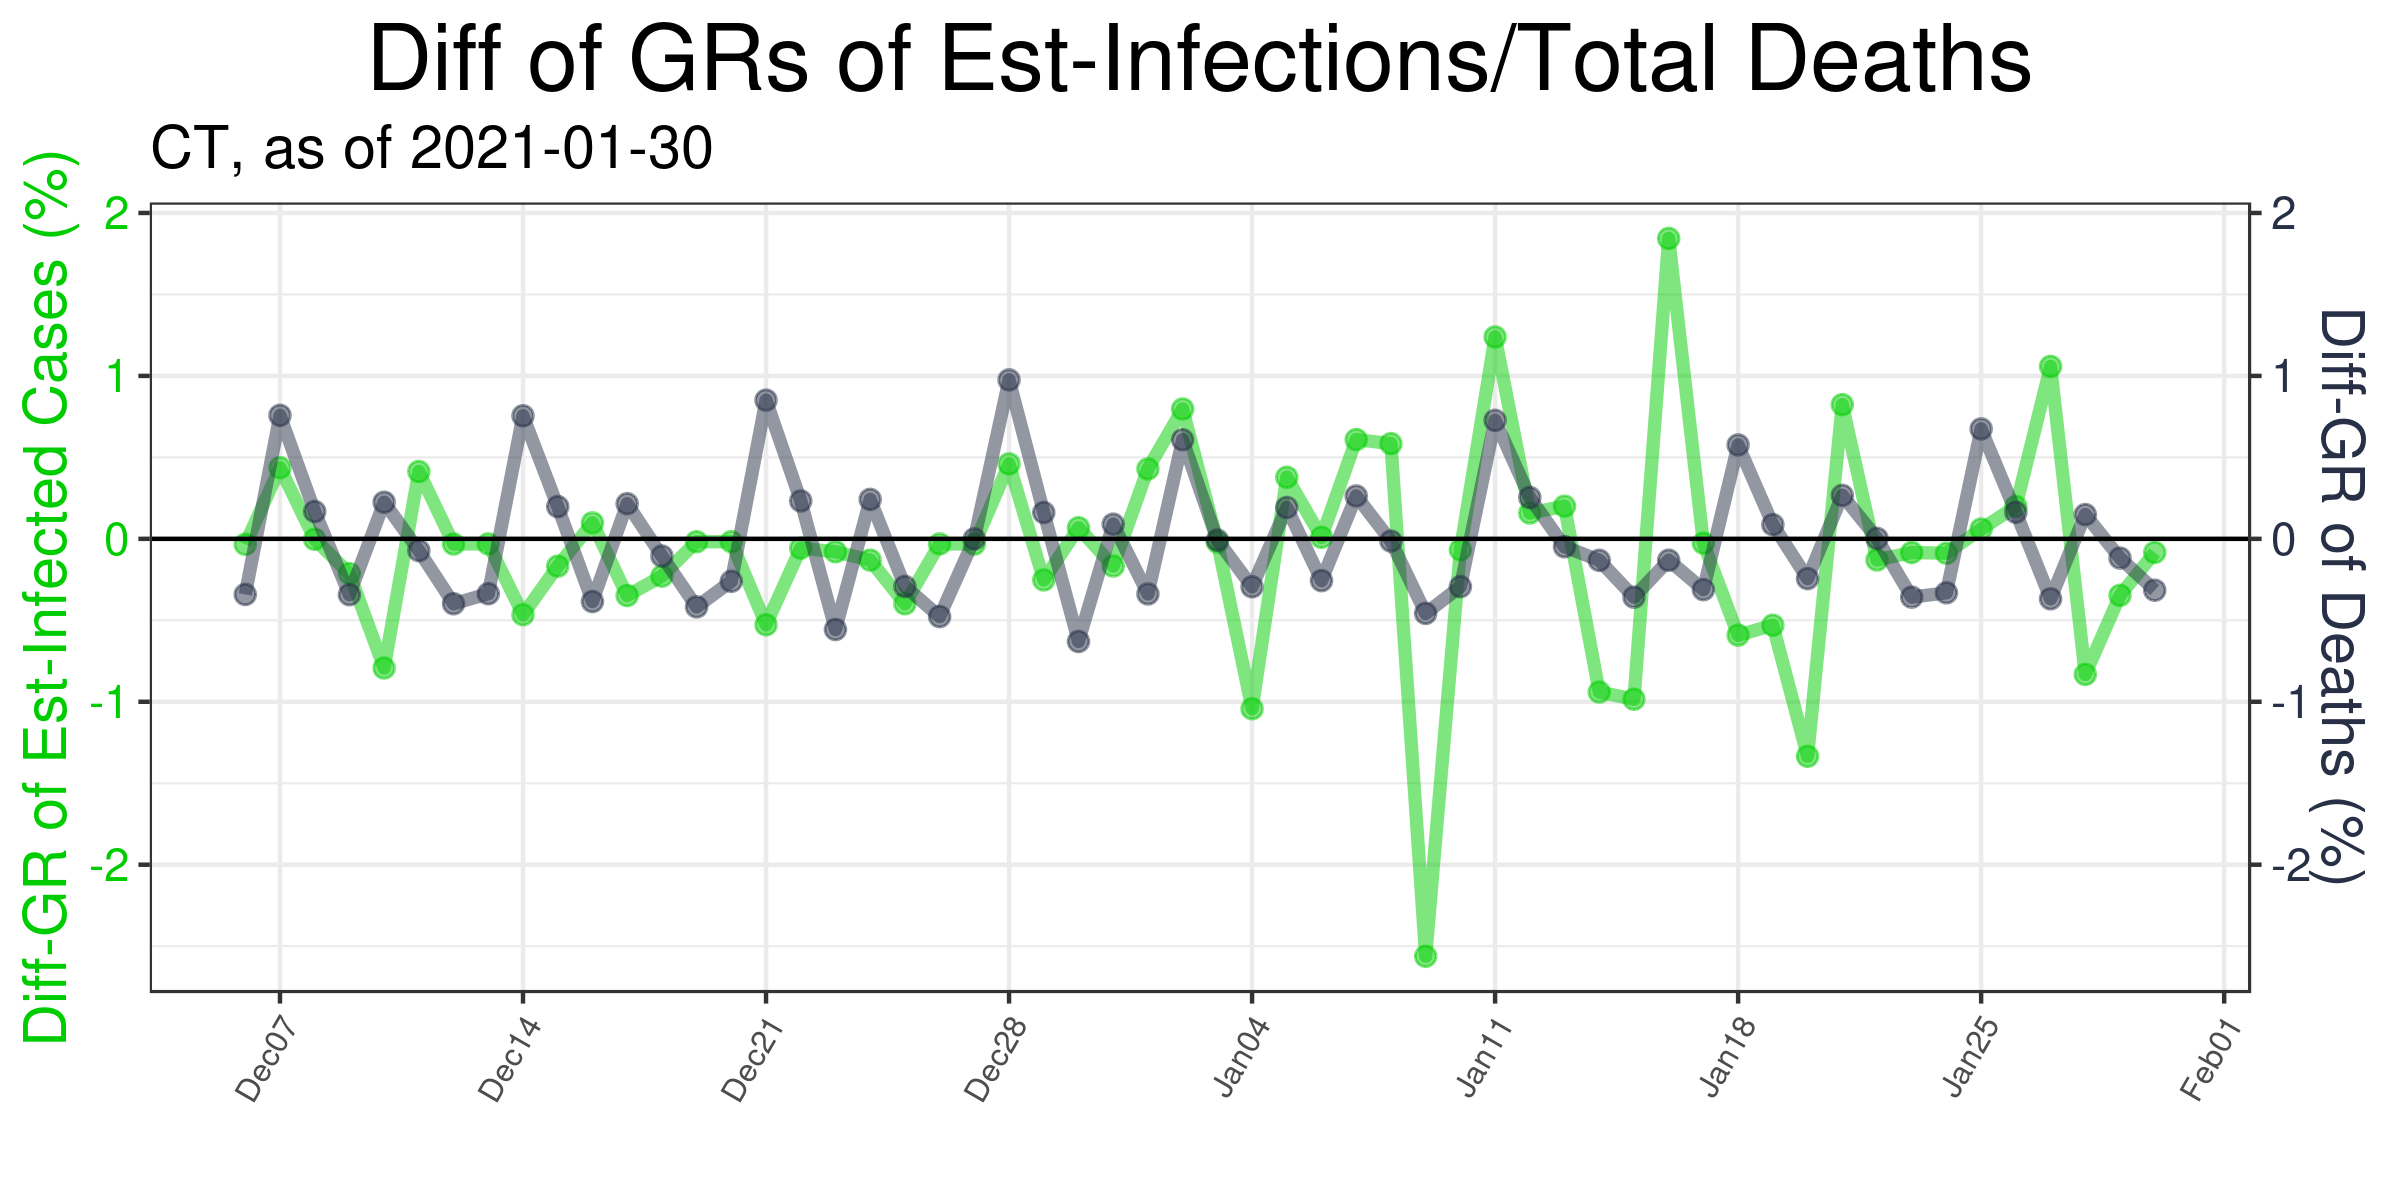 Diff of GRs of Est-Infections/Total Deaths
CT, as of 2021-01-30
Diff-GR of Est-Infected Cases (%)
2
1
0
-1
-2
2
1
0
-1
-2
Diff-GR of Deaths (%)
Dec07
Dec14
Dec21
Dec28
Jan04
Jan11
Jan18
Jan25
Feb01